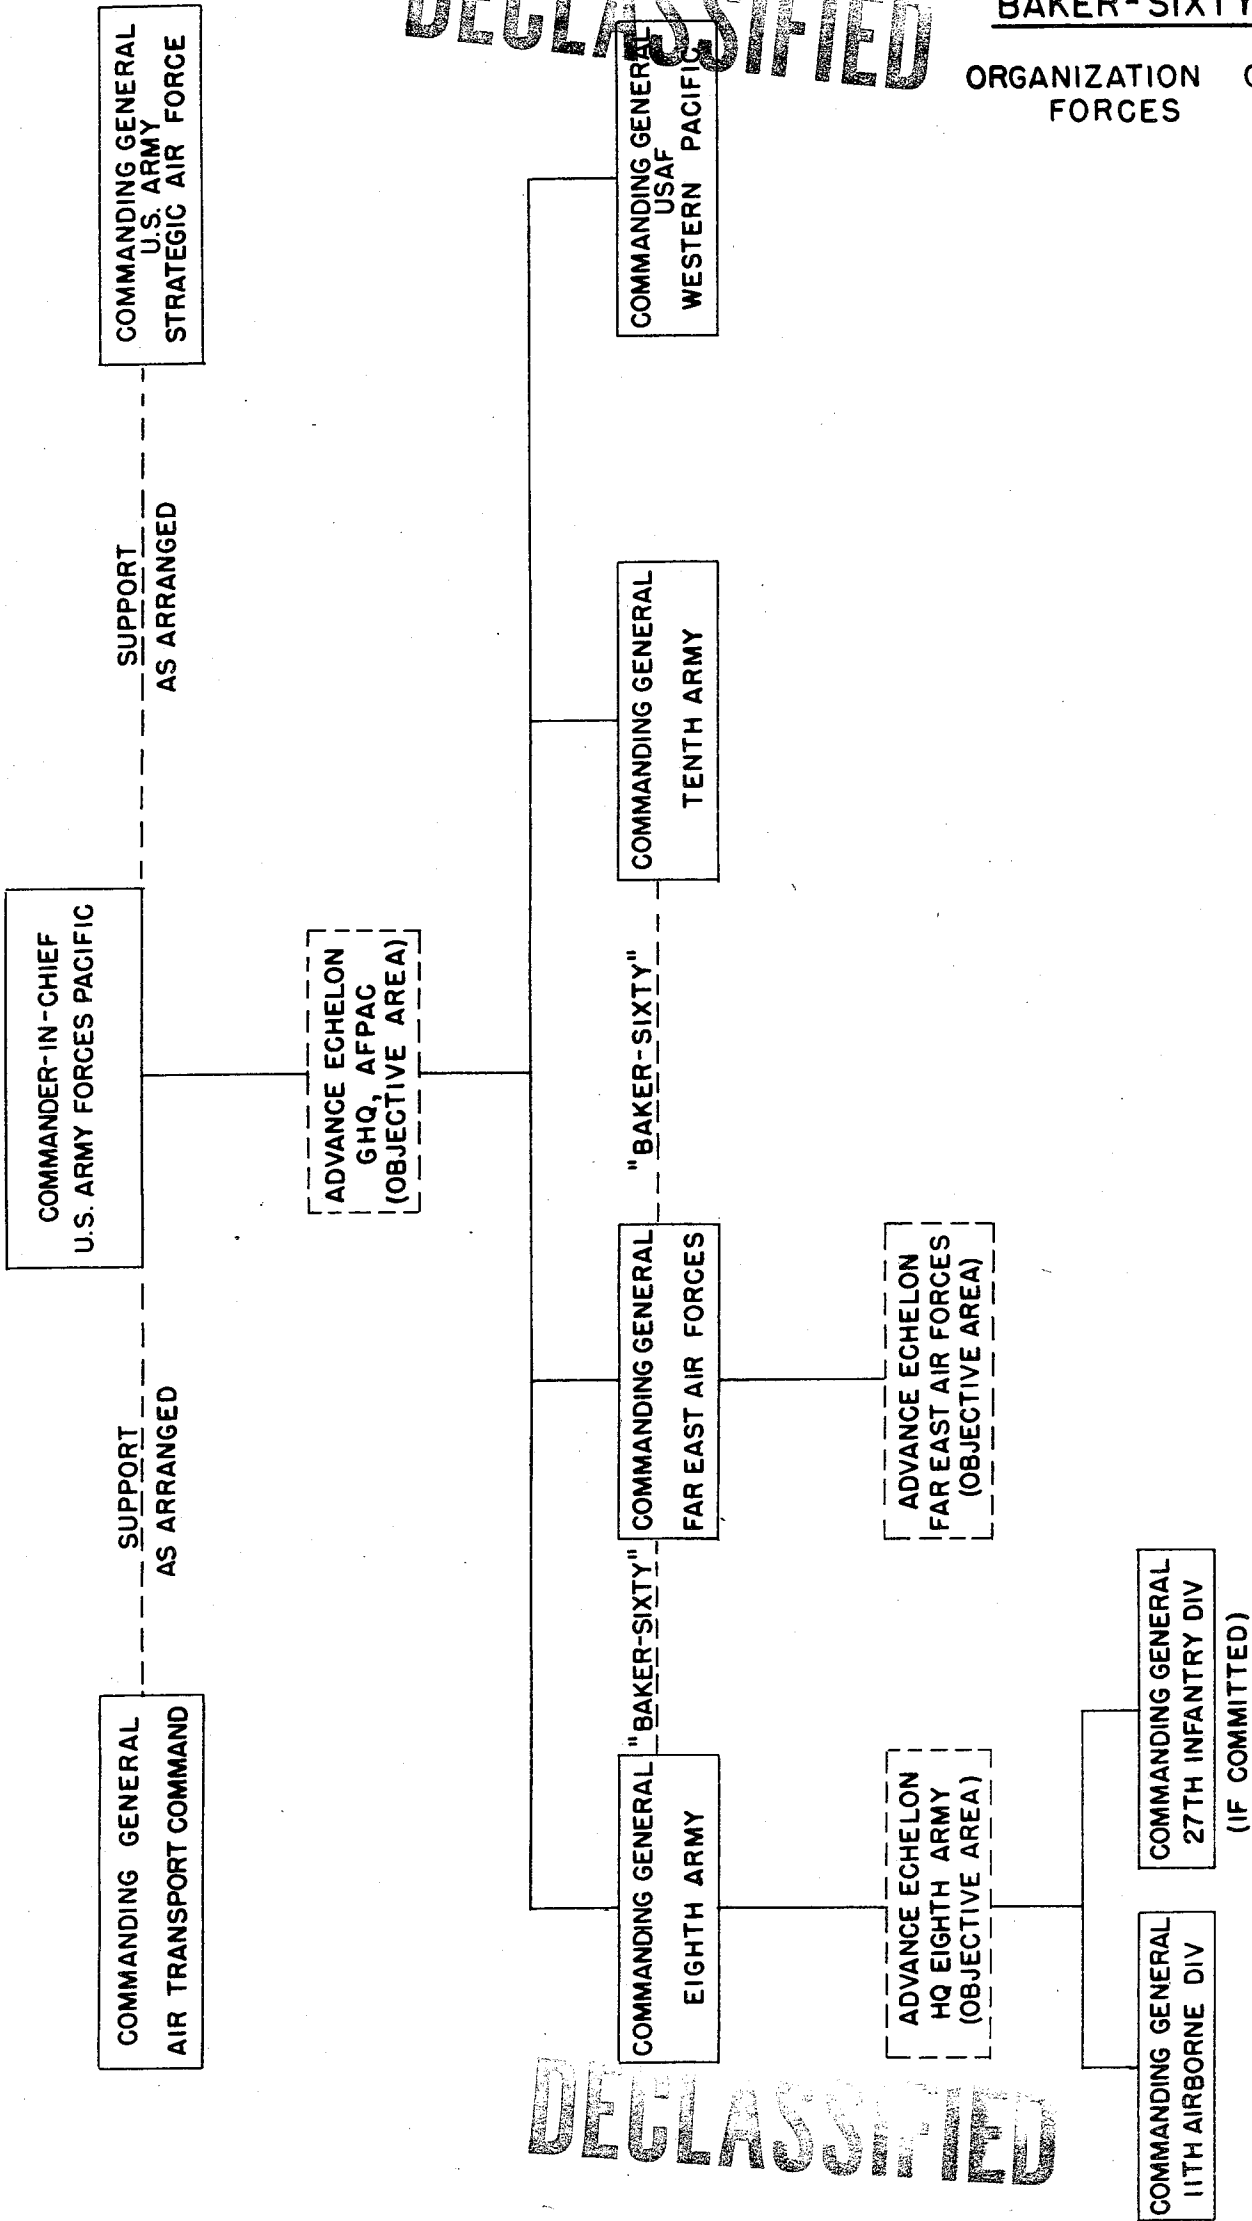 DECLASSIFIED
BAKER-SIXTY
ORGANIZATION
FORCES
COMMANDER-IN-CHIEF
U.S. ARMY FORCES PACIFIC
COMMANDING GENERAL
AIR TRANSPORT COMMAND
SUPPORT
AS ARRANGED
SUPPORT
AS ARRANGED
COMMANDING GENERAL
U.S. ARMY
STRATEGIC AIR FORCE
ADVANCE ECHELON
GHQ, AFPAC
(OBJECTIVE AREA)
COMMANDING GENERAL
EIGHTH ARMY
"BAKER-SIXTY"
COMMANDING GENERAL
FAR EAST AIR FORCES
"BAKER-SIXTY"
COMMANDING GENERAL
TENTH ARMY
COMMANDING GENERAL
USAF
WESTERN PACIFIC
ADVANCE ECHELON
HQ EIGHTH ARMY
(OBJECTIVE AREA)
ADVANCE ECHELON
FAR EAST AIR FORCES
(OBJECTIVE AREA)
COMMANDING GENERAL
11TH AIRBORNE DIV
COMMANDING GENERAL
27TH INFANTRY DIV
(IF COMMITTED)
DECLASSIFIED